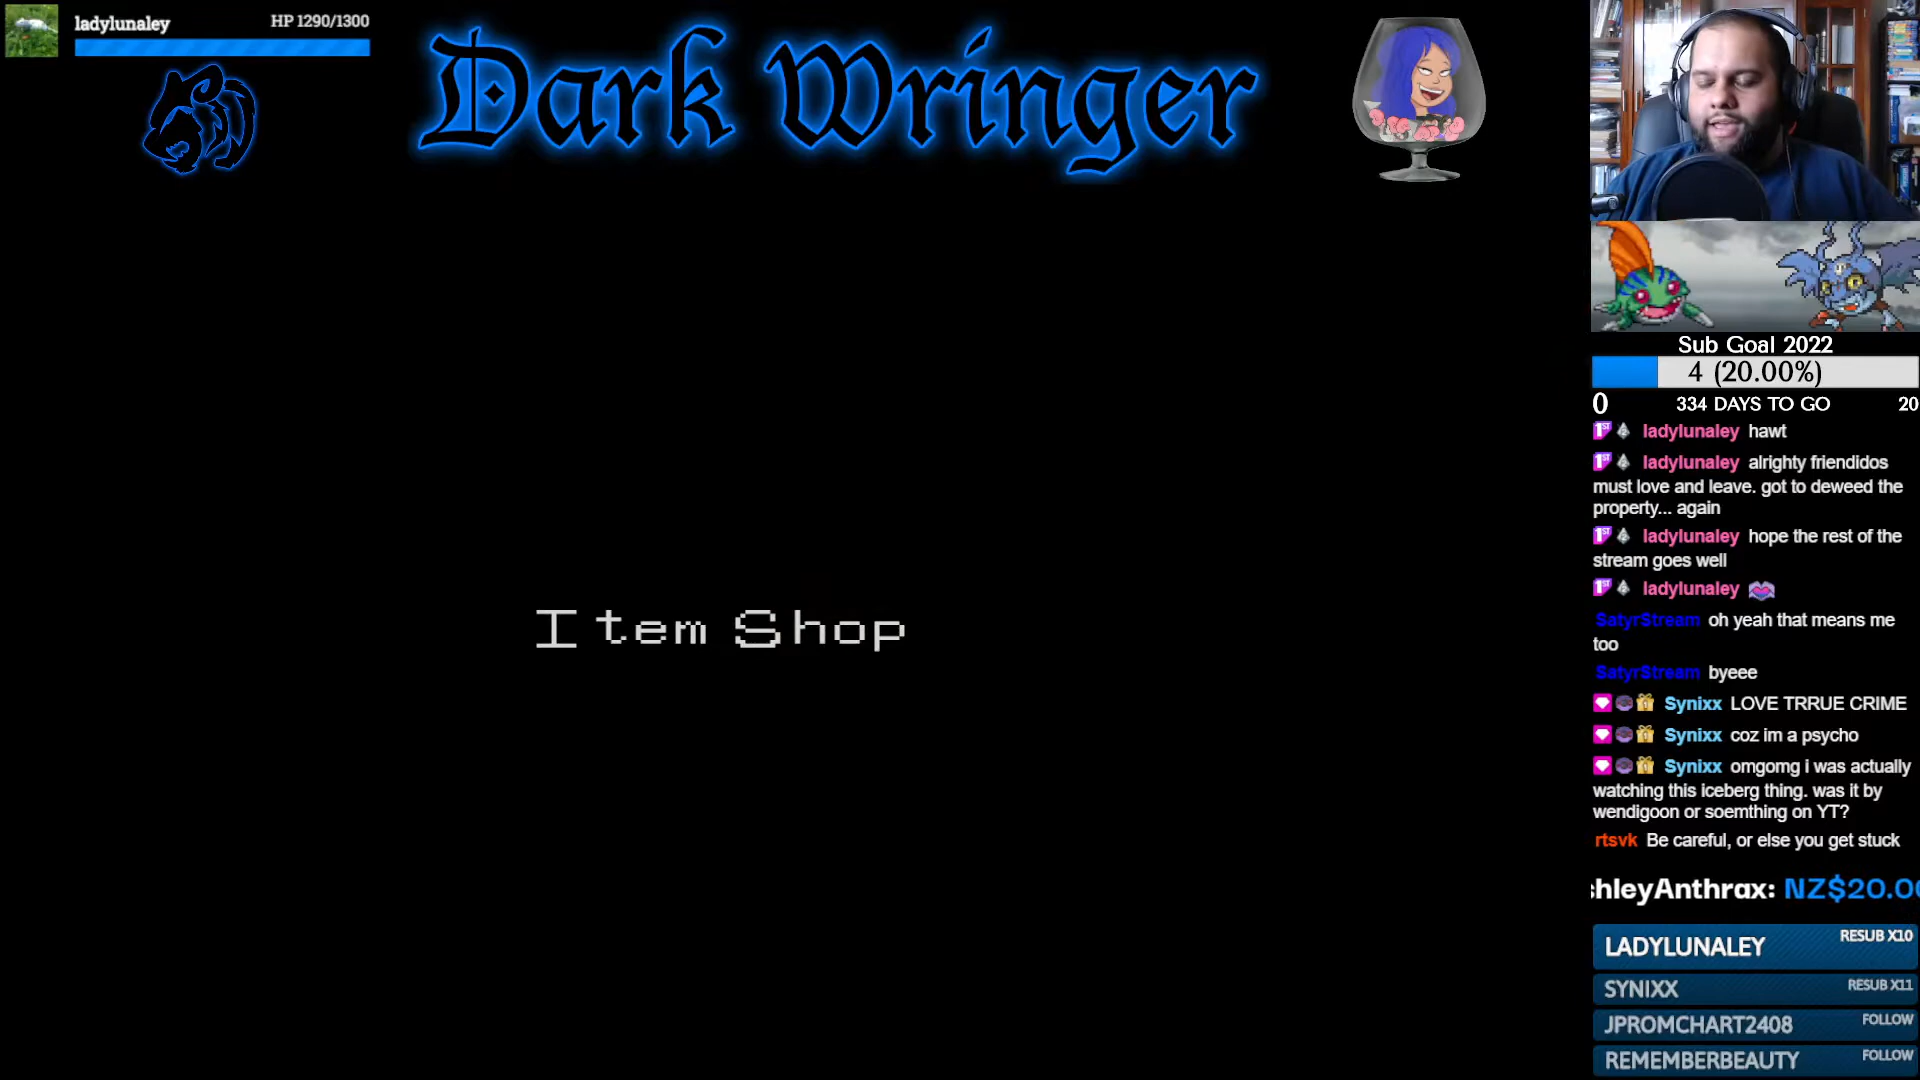 ladylunaley HP 1290/1300
Dark Wringer
Item Shop
Sub Goal 2022
4 (20.00%)
0 334 DAYS TO GO 20
ladylunaley hawt
ladylunaley alrighty friendidos
must love and leave. got to deweed the
property... again
ladylunaley hope the rest of the
stream goes well
ladylunaley
SatyrStream oh yeah that means me
too
SatyrStream byeee
Synixx LOVE TRRUE CRIME
Synixx coz im a psycho
Synixx omgomg i was actually
watching this iceberg thing. was it by
wendigoon or soemthing on YT?
rtsvk Be careful, or else you get stuck
hleyAnthrax: NZ$20.0
LADYLUNALEY RESUB X10
SYNIXX RESUB X11
JPROMCHART2408 FOLLOW
REMEMBERBEAUTY FOLLOW